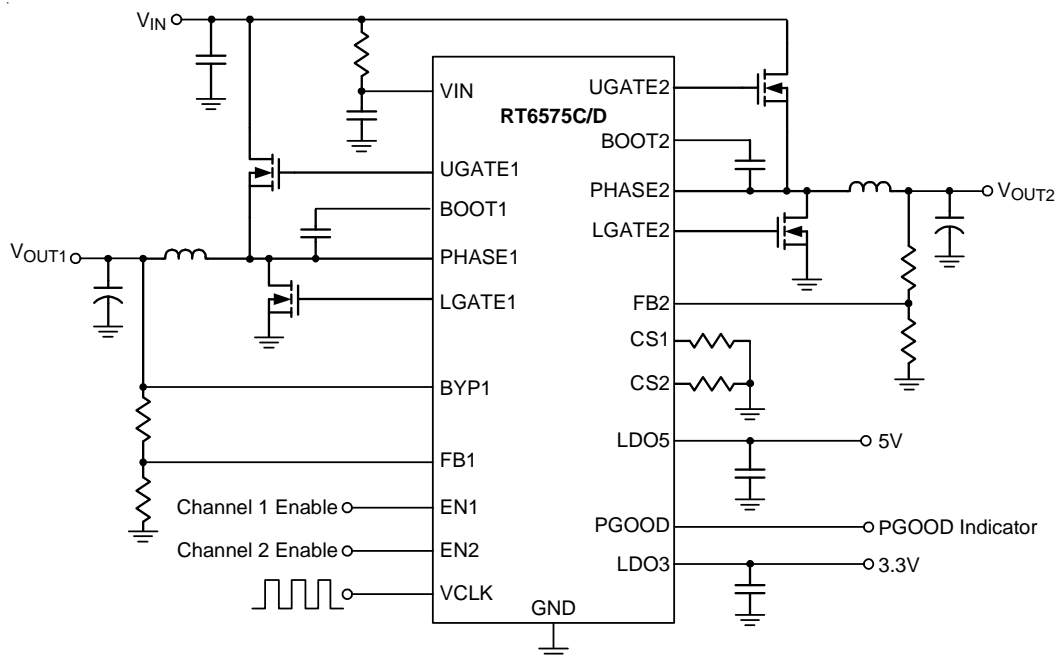 VIN
VIN
RT6575C/D
UGATE1
BOOT1
VOUT1
PHASE1
LGATE1
BYP1
FB1
Channel 1 Enable
EN1
Channel 2 Enable
EN2
VCLK
GND
UGATE2
BOOT2
PHASE2
VOUT2
LGATE2
FB2
CS1
CS2
LDO5
5V
PGOOD
PGOOD Indicator
LDO3
3.3V